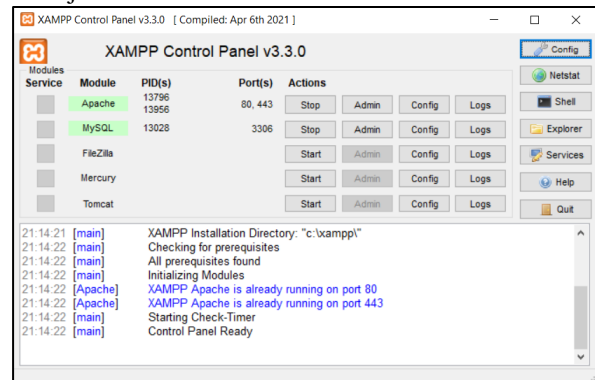 XAMPP Control Panel v3.3.0 [ Compiled: Apr 6th 2021 ]
XAMPP Control Panel v3.3.0
Config
Modules
Service Module PID(s) Port(s) Actions
Netstat
Apache 13796 13956 80, 443 Stop Admin Config Logs
Shell
MySQL 13028 3306 Stop Admin Config Logs
Explorer
FileZilla Start Admin Config Logs
Services
Mercury Start Admin Config Logs
Help
Tomcat Start Admin Config Logs
Quit
21:14:21 [main] XAMPP Installation Directory: "c:\xampp\"
21:14:22 [main] Checking for prerequisites
21:14:22 [main] All prerequisites found
21:14:22 [main] Initializing Modules
21:14:22 [Apache] XAMPP Apache is already running on port 80
21:14:22 [Apache] XAMPP Apache is already running on port 443
21:14:22 [main] Starting Check-Timer
21:14:22 [main] Control Panel Ready